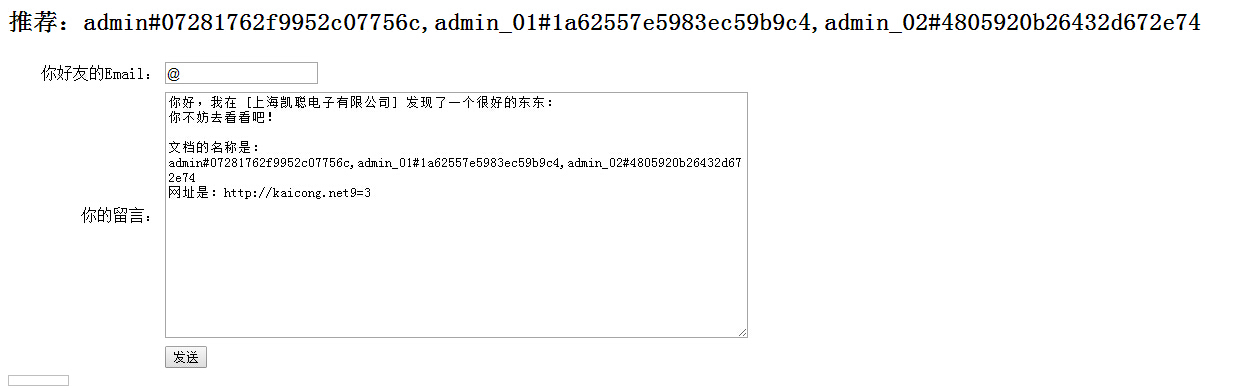 推荐：admin#07281762f9952c07756c,admin_01#1a62557e5983ec59b9c4,admin_02#4805920b26432d672e74
你好友的Email：
@
你的留言：
你好，我在 [上海凯聪电子有限公司] 发现了一个很好的东东：
你不妨去看看吧！
文档的名称是：
admin#07281762f9952c07756c,admin_01#1a62557e5983ec59b9c4,admin_02#4805920b26432d67
2e74
网址是：http://kaicong.net9=3
发送